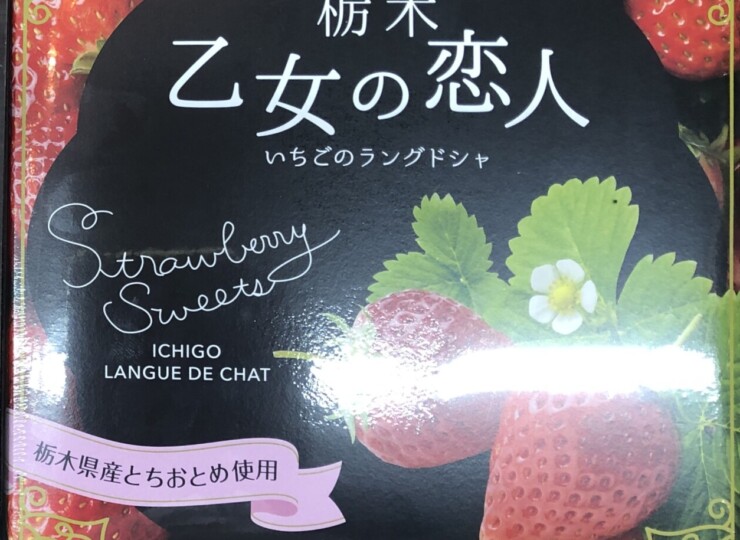 栃木
乙女の恋人
いちごのラングドシャ
Strawberry
Sweets
ICHIGO
LANGUE DE CHAT
栃木県産とちおとめ使用